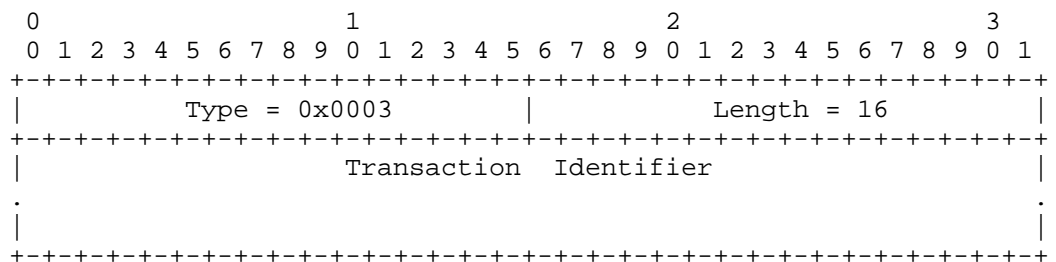 0                   1                   2                   3
 0 1 2 3 4 5 6 7 8 9 0 1 2 3 4 5 6 7 8 9 0 1 2 3 4 5 6 7 8 9 0 1
+-+-+-+-+-+-+-+-+-+-+-+-+-+-+-+-+-+-+-+-+-+-+-+-+-+-+-+-+-+-+-+-+
|          Type = 0x0003        |           Length = 16         |
+-+-+-+-+-+-+-+-+-+-+-+-+-+-+-+-+-+-+-+-+-+-+-+-+-+-+-+-+-+-+-+-+
|                    Transaction  Identifier                    |
.                                                               .
|                                                               |
+-+-+-+-+-+-+-+-+-+-+-+-+-+-+-+-+-+-+-+-+-+-+-+-+-+-+-+-+-+-+-+-+